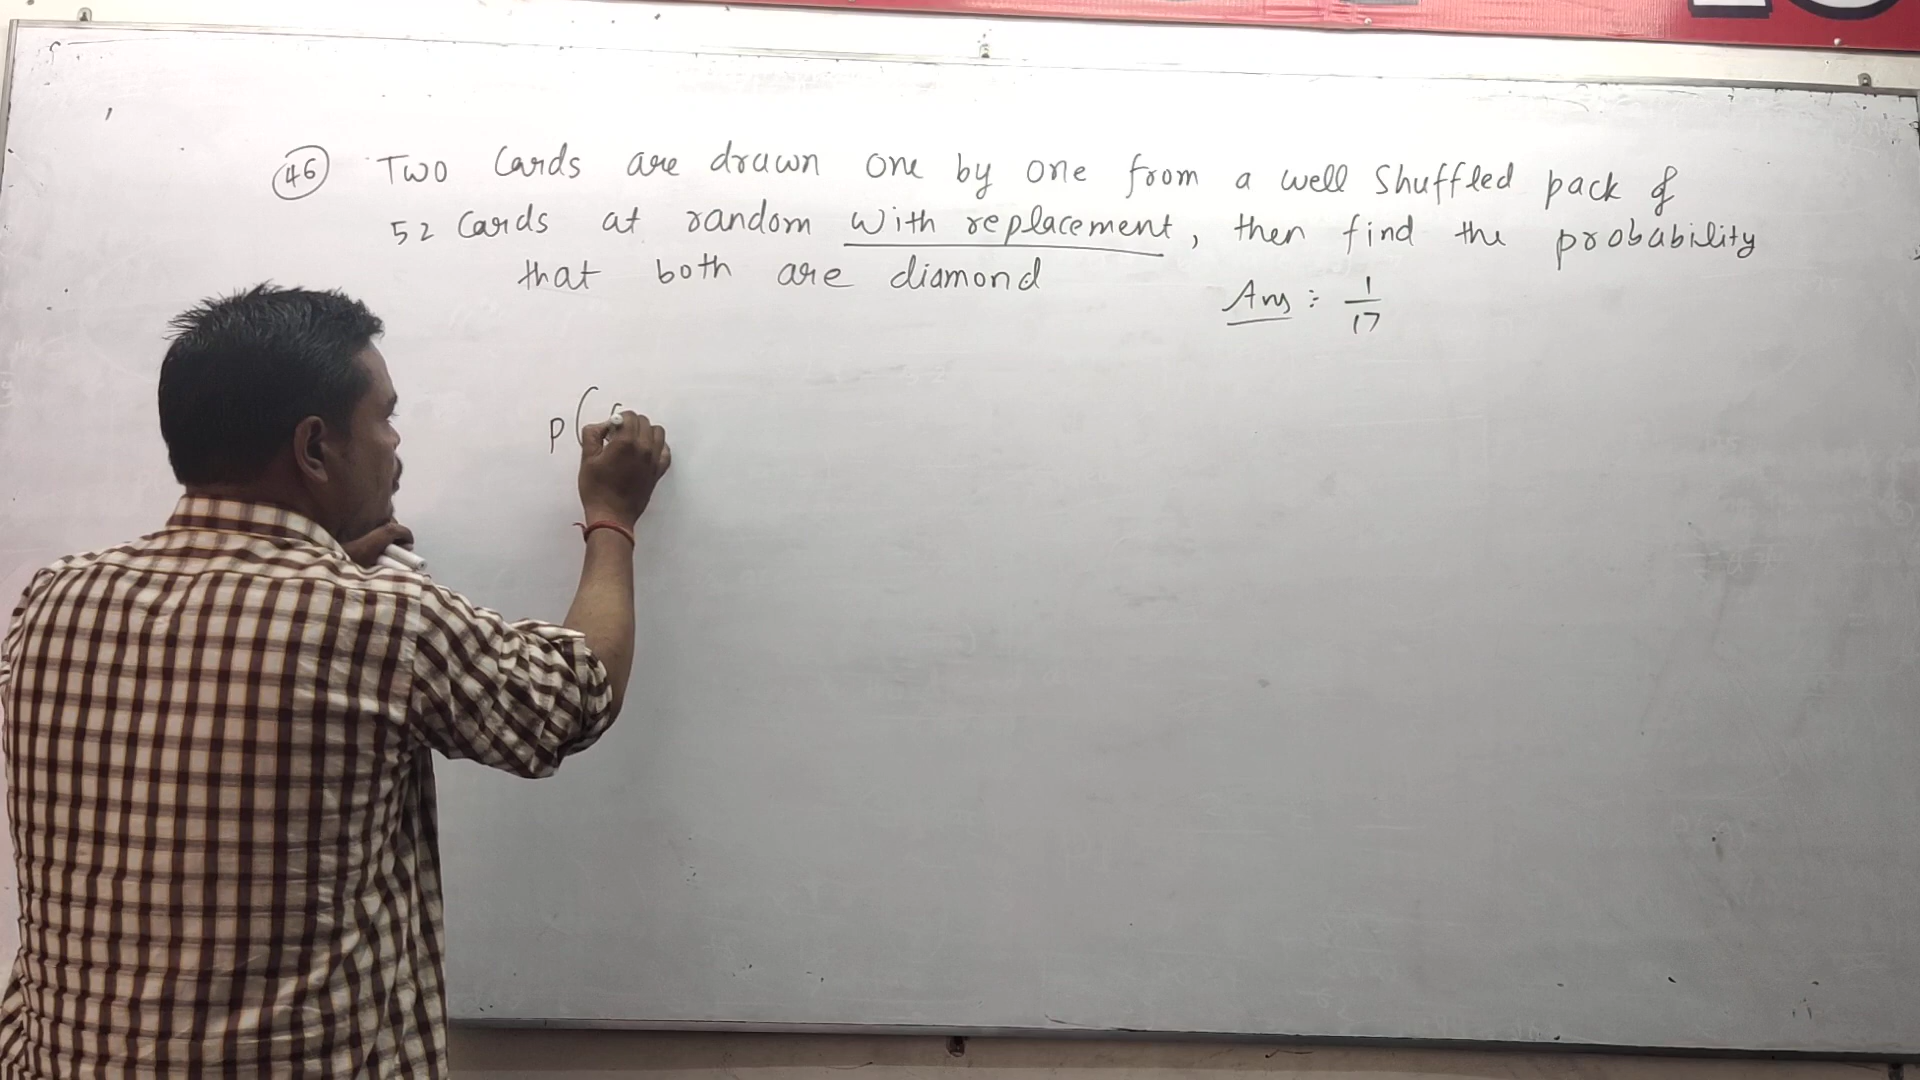 46 Two Cards are drawn one by one from a well Shuffled pack of
52 Cards at random with replacement, then find the probability
that both are diamond
Ans : 1/17
P(